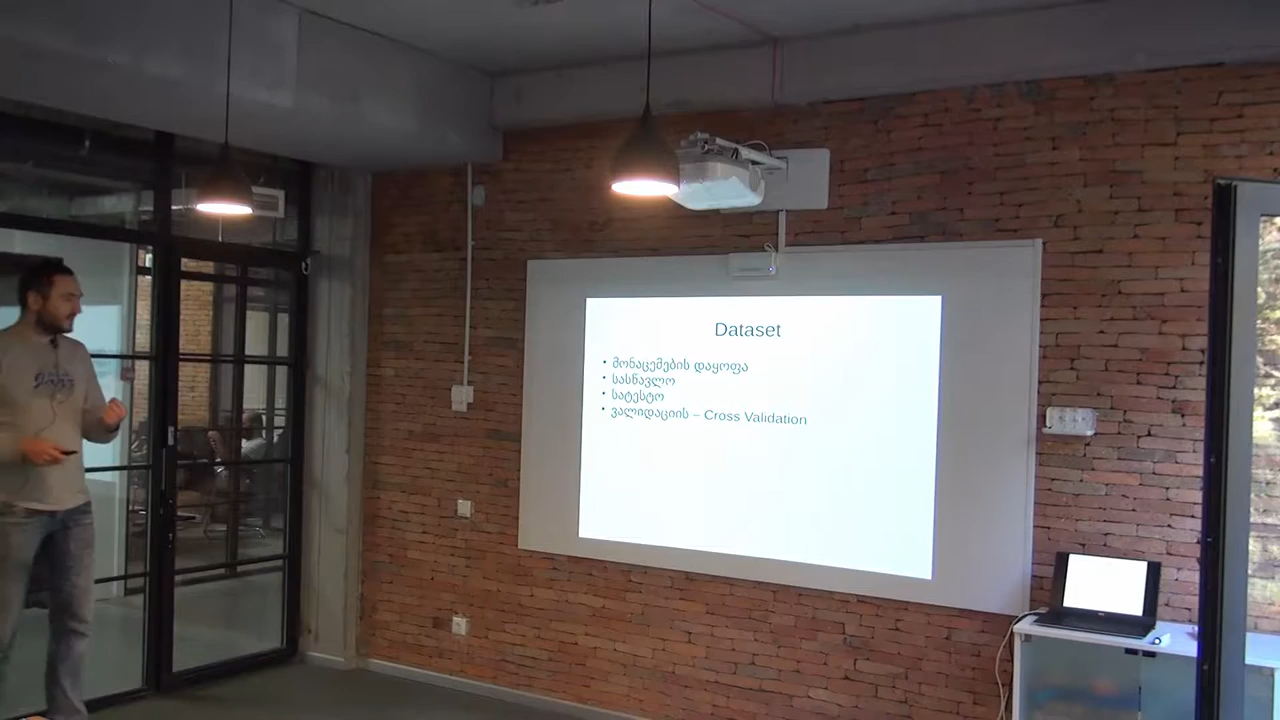 Dataset
• მონაცემების დაყოფა
• სასწავლო
• სატესტო
• ვალიდაციის – Cross Validation